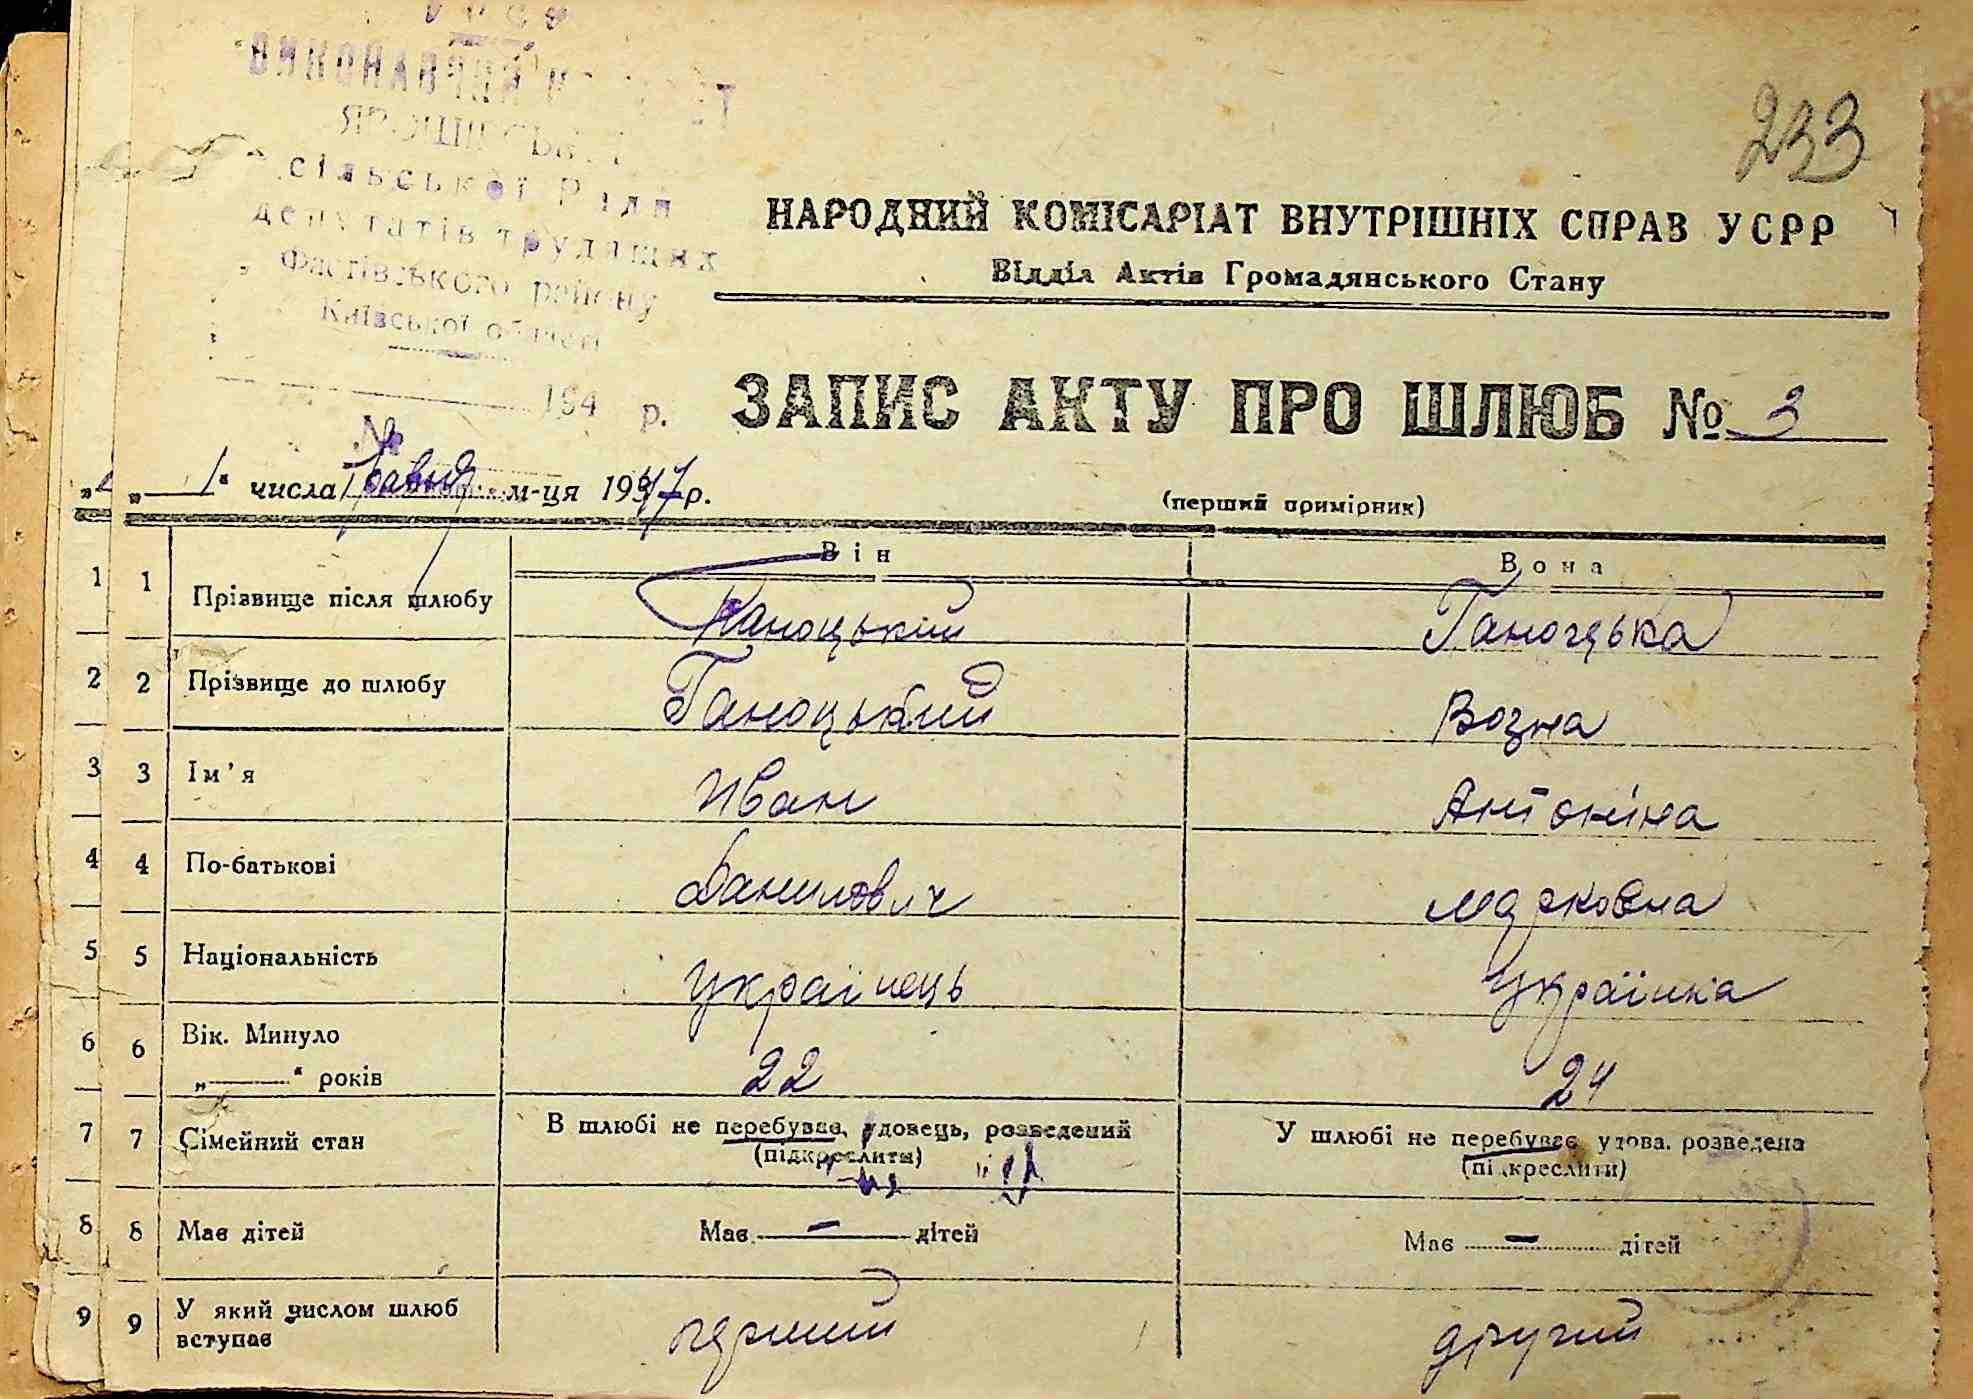 233
сільської Ради
депутатів трудящих
Фастівського району
Київської області
194 р.
№
НАРОДНИЙ КОМІСАРІАТ ВНУТРІШНІХ СПРАВ УСРР
Відділ Актів Громадянського Стану
ЗАПИС АКТУ ПРО ШЛЮБ № 3
„ 1 “ числа Травня м-ця 1947 р.
(перший примірник)
Він Вона
1 1 Прізвище після шлюбу Ганоцький Ганоцька
2 2 Прізвище до шлюбу Ганоцький Возна
3 3 Ім'я Иван Антоніна
4 4 По-батькові Данилович Марковна
5 5 Національність українець українка
6 6 Вік. Минуло
„ “ років 22 24
7 7 Сімейний стан В шлюбі не перебував, удовець, розведений У шлюбі не перебуває удова. розведена
(підкреслити) (підкреслити)
8 8 Має дітей Має - дітей Має - дітей
9 9 У який числом шлюб
вступає перший другий